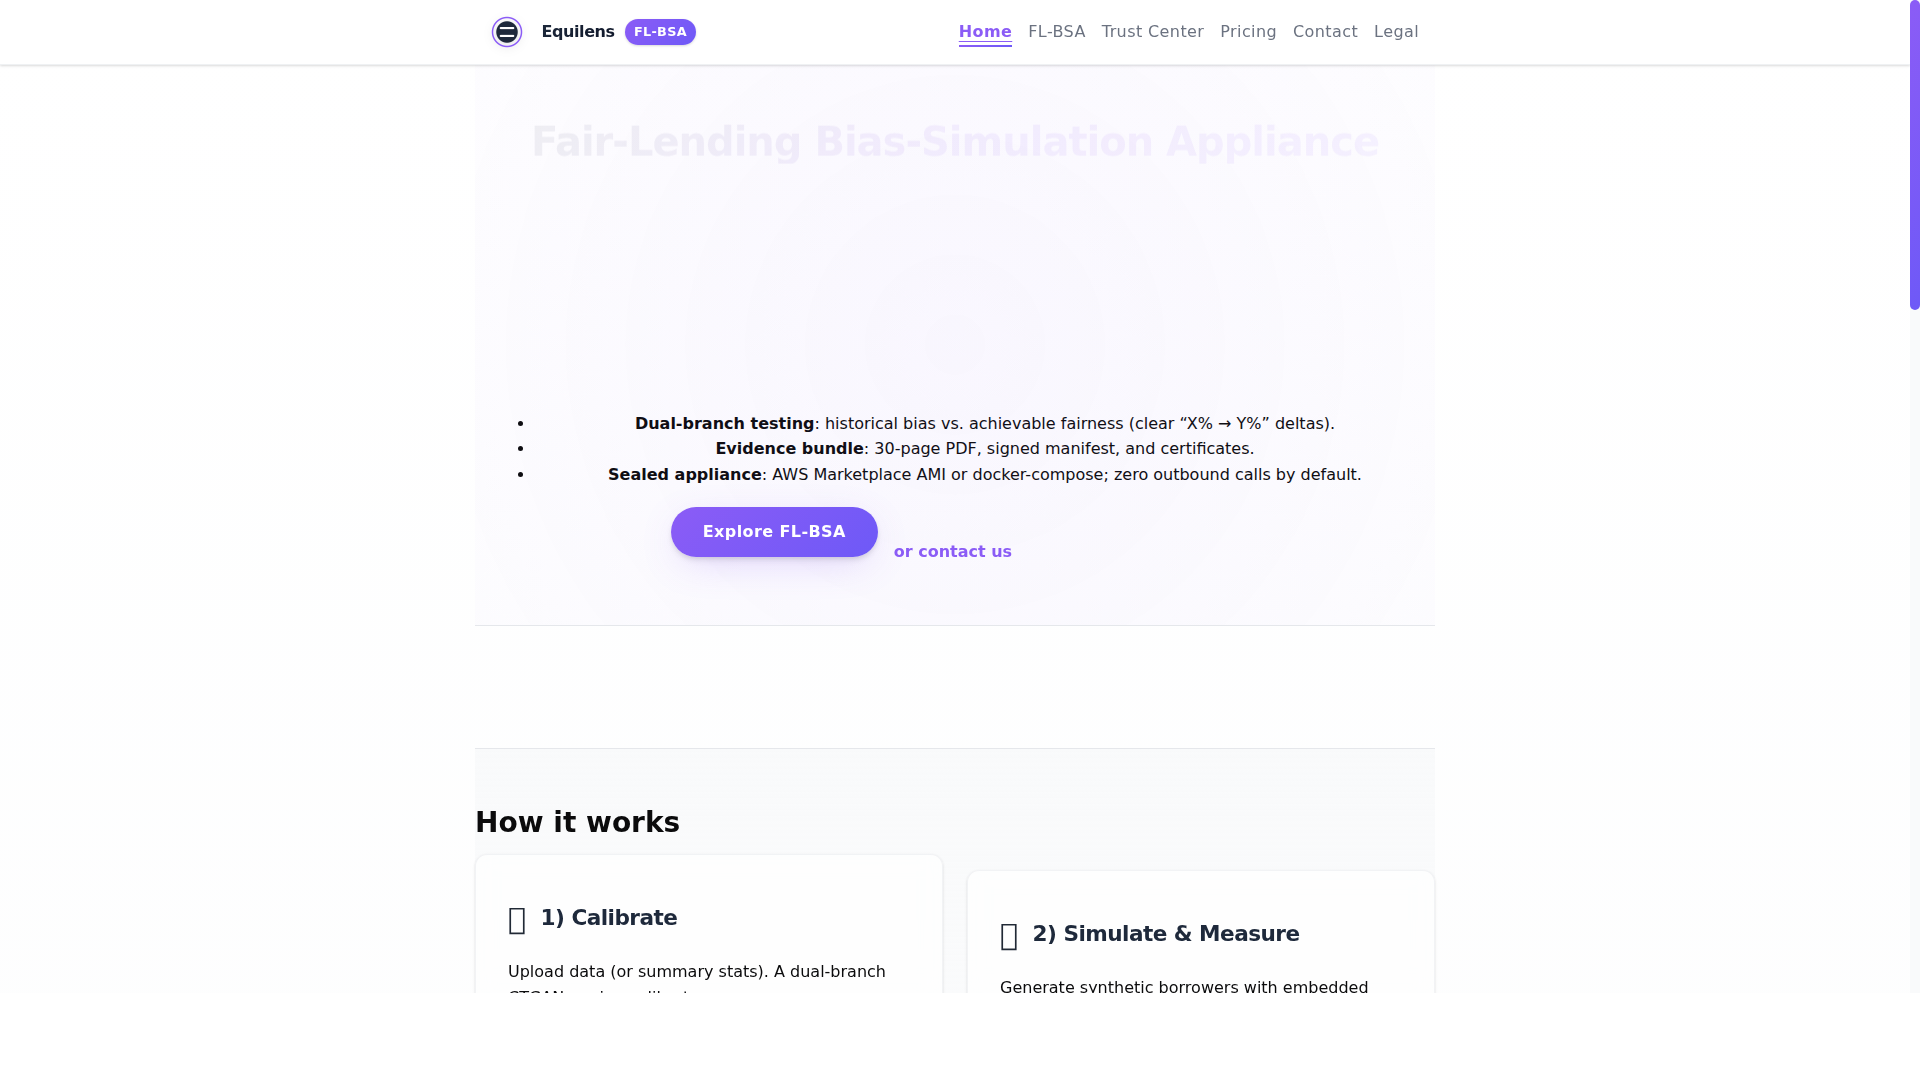 Equilens FL-BSA
Home FL-BSA Trust Center Pricing Contact Legal
Fair-Lending Bias-Simulation Appliance
• Dual-branch testing: historical bias vs. achievable fairness (clear “X% → Y%” deltas).
• Evidence bundle: 30-page PDF, signed manifest, and certificates.
• Sealed appliance: AWS Marketplace AMI or docker-compose; zero outbound calls by default.
Explore FL-BSA
or contact us
How it works
1) Calibrate
Upload data (or summary stats). A dual-branch
2) Simulate & Measure
Generate synthetic borrowers with embedded